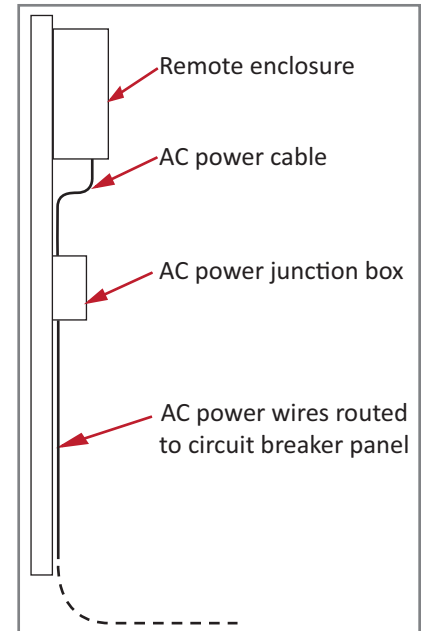 Remote enclosure
AC power cable
AC power junction box
AC power wires routed
to circuit breaker panel